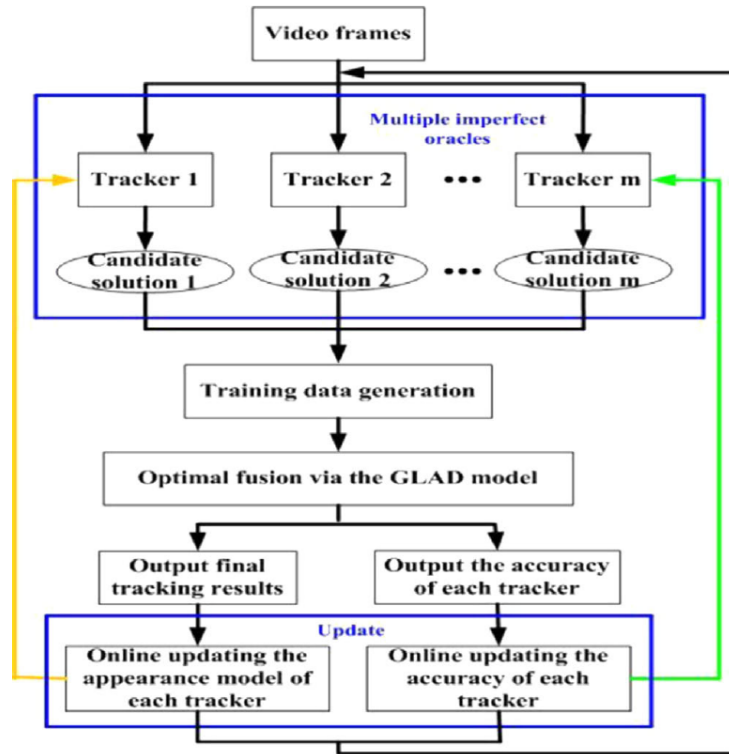 Video frames
Multiple imperfect
oracles
Tracker 1
Tracker 2
•••
Tracker m
Candidate
solution 1
Candidate
solution 2
•••
Candidate
solution m
Training data generation
Optimal fusion via the GLAD model
Output final
tracking results
Output the accuracy
of each tracker
Update
Online updating the
appearance model of
each tracker
Online updating the
accuracy of each
tracker